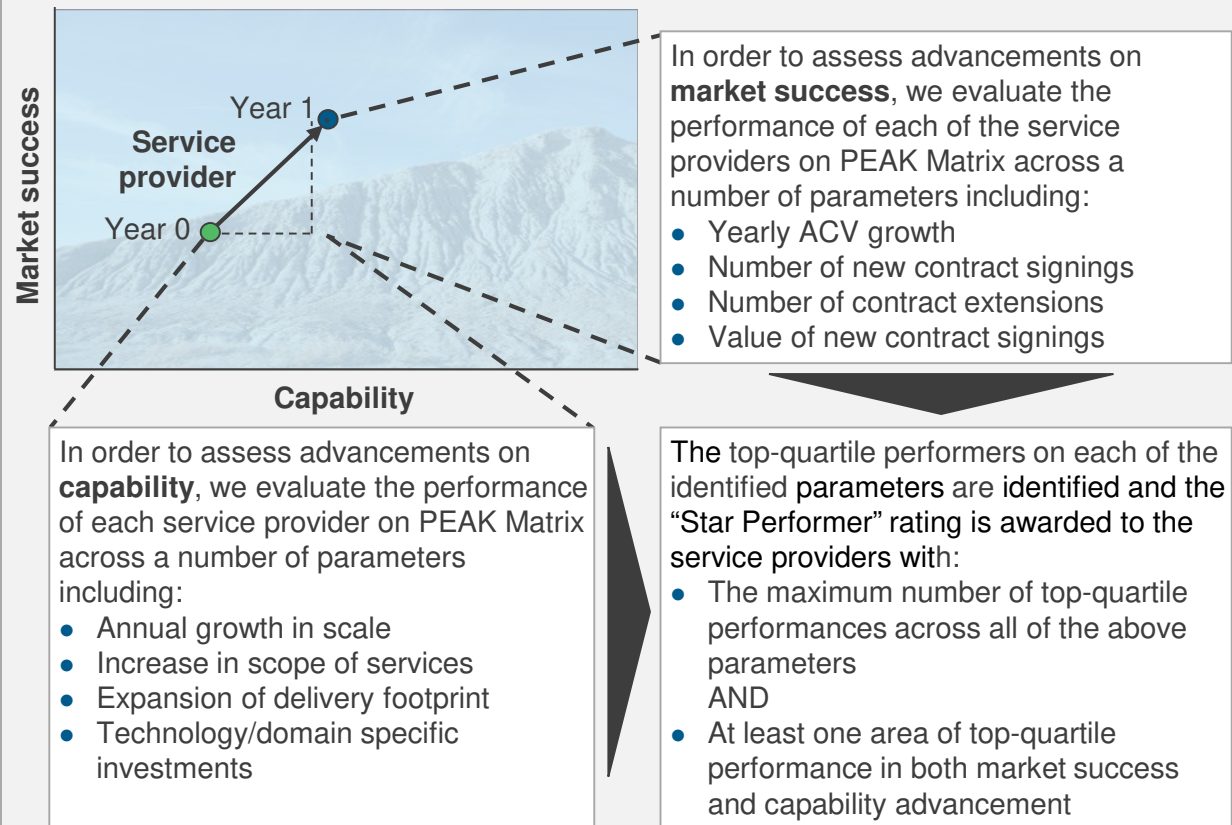 Market success
Year 1
Service
provider
Year 0
Capability
In order to assess advancements on
market success, we evaluate the
performance of each of the service
providers on PEAK Matrix across a
number of parameters including:
● Yearly ACV growth
● Number of new contract signings
● Number of contract extensions
● Value of new contract signings
In order to assess advancements on
capability, we evaluate the performance
of each service provider on PEAK Matrix
across a number of parameters
including:
● Annual growth in scale
● Increase in scope of services
● Expansion of delivery footprint
● Technology/domain specific
investments
The top-quartile performers on each of the
identified parameters are identified and the
“Star Performer” rating is awarded to the
service providers with:
● The maximum number of top-quartile
performances across all of the above
parameters
AND
● At least one area of top-quartile
performance in both market success
and capability advancement